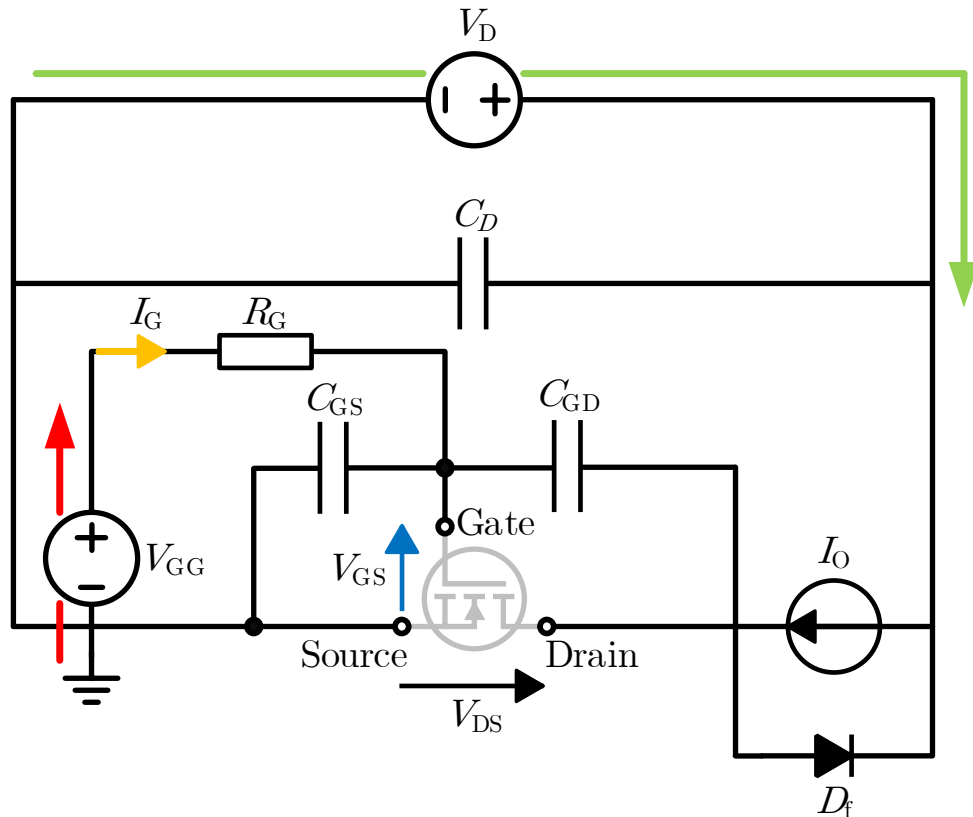 V_D
C_D
I_G
R_G
C_GS
C_GD
Gate
V_GG
V_GS
I_O
Source
Drain
V_DS
D_f